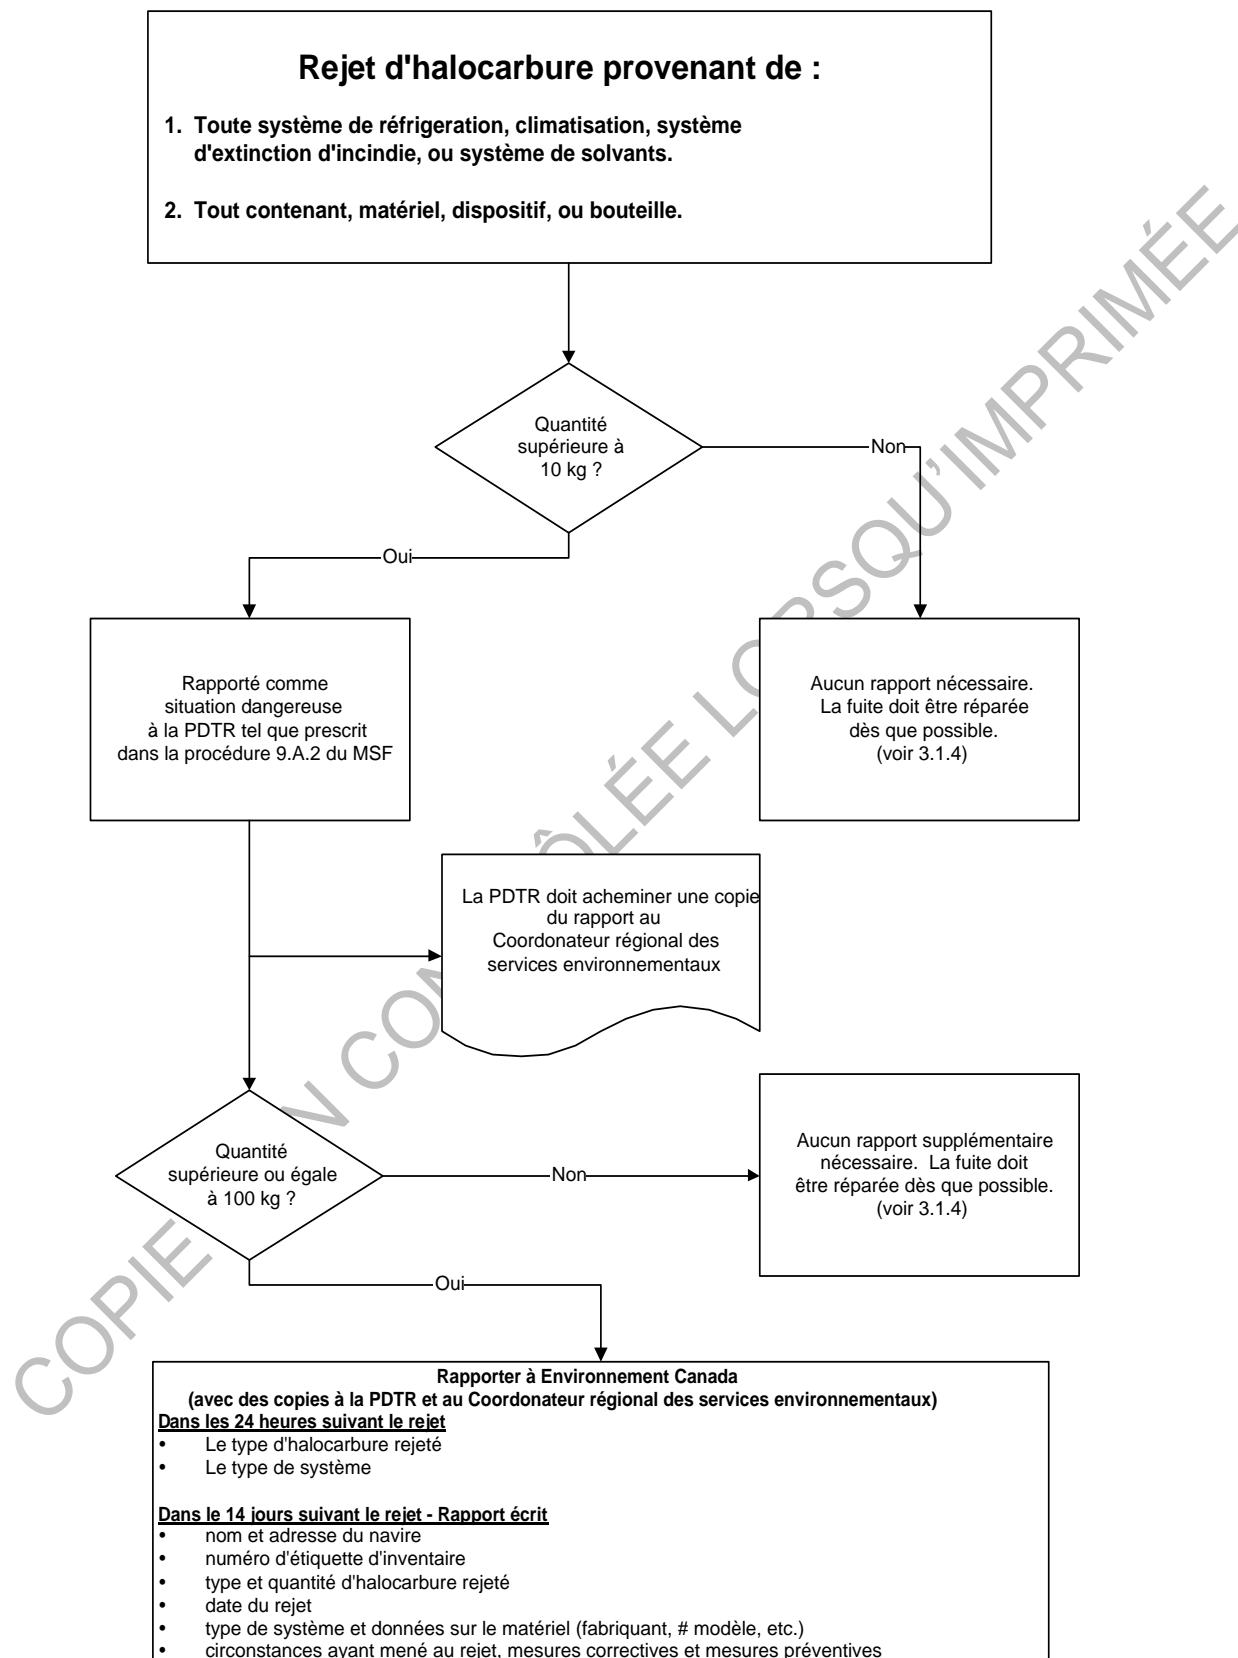 Rejet d'halocarbure provenant de :
1. Toute système de réfrigeration, climatisation, système
d'extinction d'incindie, ou système de solvants.
2. Tout contenant, matériel, dispositif, ou bouteille.
Quantité
supérieure à
10 kg ?
Non
Oui
Rapporté comme
situation dangereuse
à la PDTR tel que prescrit
dans la procédure 9.A.2 du MSF
Aucun rapport nécessaire.
La fuite doit être réparée
dès que possible.
(voir 3.1.4)
La PDTR doit acheminer une copie
du rapport au
Coordonateur régional des
services environnementaux
Quantité
supérieure ou égale
à 100 kg ?
Non
Aucun rapport supplémentaire
nécessaire. La fuite doit
être réparée dès que possible.
(voir 3.1.4)
Oui
Rapporter à Environnement Canada
(avec des copies à la PDTR et au Coordonateur régional des services environnementaux)
Dans les 24 heures suivant le rejet
• Le type d'halocarbure rejeté
• Le type de système
Dans le 14 jours suivant le rejet - Rapport écrit
• nom et adresse du navire
• numéro d'étiquette d'inventaire
• type et quantité d'halocarbure rejeté
• date du rejet
• type de système et données sur le matériel (fabriquant, # modèle, etc.)
• circonstances ayant mené au rejet, mesures correctives et mesures préventives
COPIE LORSQU'IMPRIMÉE